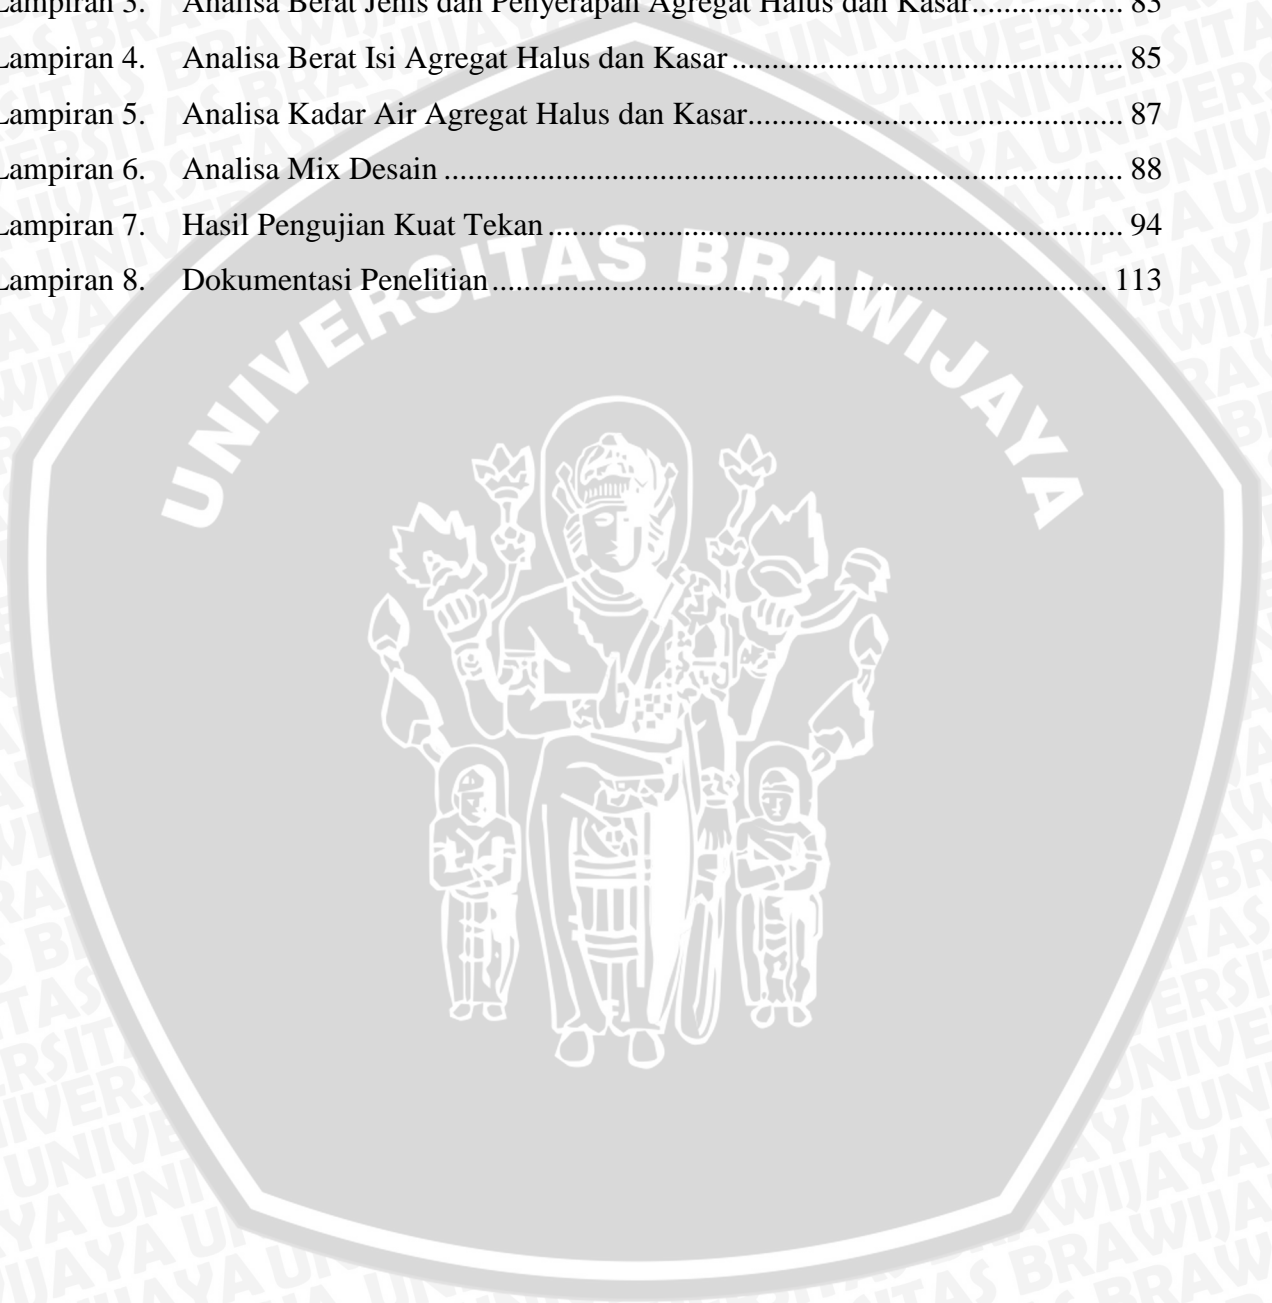 Lampiran 3. Analisa Berat Jenis dan Penyerapan Agregat Halus dan Kasar................... 83
Lampiran 4. Analisa Berat Isi Agregat Halus dan Kasar................................................. 85
Lampiran 5. Analisa Kadar Air Agregat Halus dan Kasar............................................... 87
Lampiran 6. Analisa Mix Desain..................................................................................... 88
Lampiran 7. Hasil Pengujian Kuat Tekan........................................................................ 94
Lampiran 8. Dokumentasi Penelitian............................................................................. 113
UNIVERSITAS BRAWIJAYA